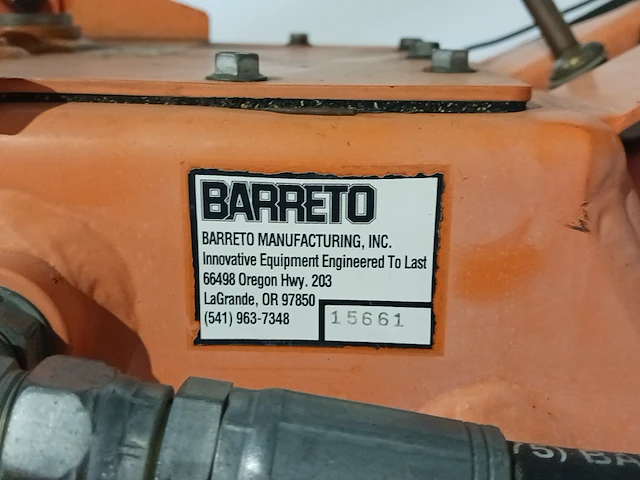 BARRETO
BARRETO MANUFACTURING, INC.
Innovative Equipment Engineered To Last
66498 Oregon Hwy. 203
LaGrande, OR 97850
(541) 963-7348
15661